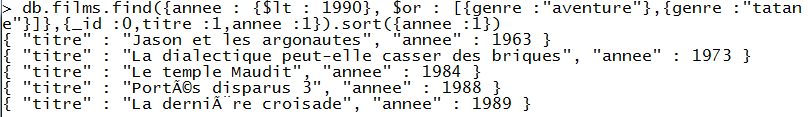 > db.films.find({annee : {$lt : 1990}, $or : [{genre :"aventure"},{genre :"tatan
e"}]},{_id :0,titre :1,annee :1}).sort({annee :1})
{ "titre" : "Jason et les argonautes", "annee" : 1963 }
{ "titre" : "La dialectique peut-elle casser des briques", "annee" : 1973 }
{ "titre" : "Le temple Maudit", "annee" : 1984 }
{ "titre" : "PortÃ©s disparus 3", "annee" : 1988 }
{ "titre" : "La derniÃ¨re croisade", "annee" : 1989 }